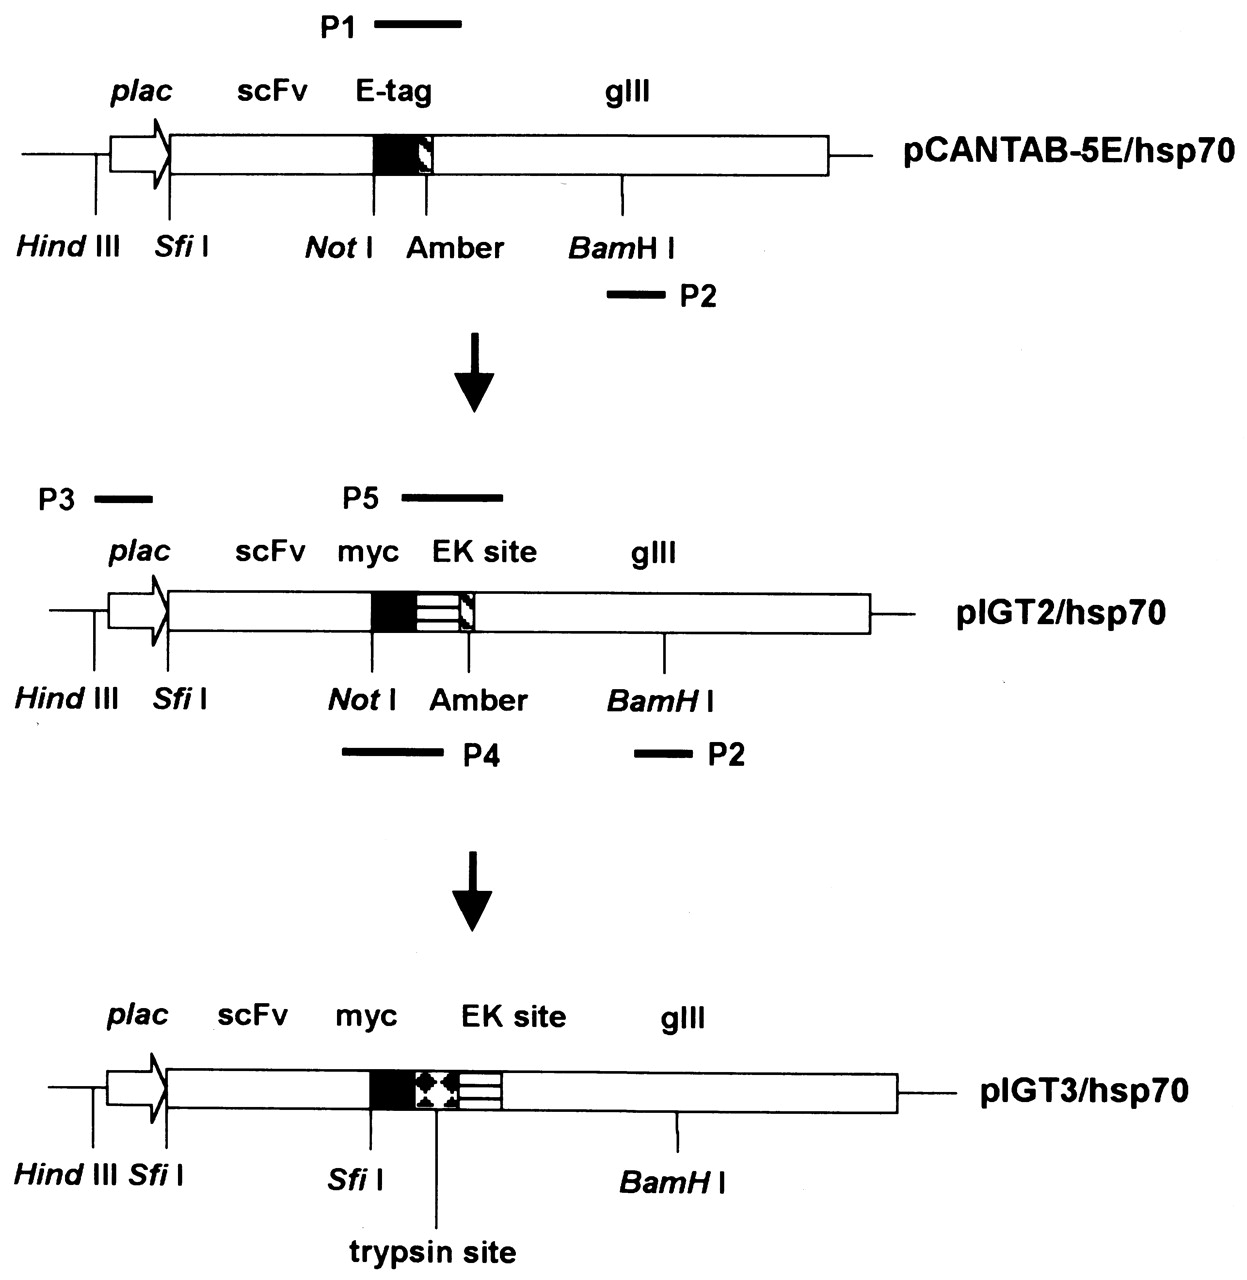 P1
plac scFv E-tag gIII
pCANTAB-5E/hsp70
Hind III Sfi I Not I Amber BamH I
P2
P3 P5
plac scFv myc EK site gIII
pIGT2/hsp70
Hind III Sfi I Not I Amber BamH I
P4 P2
plac scFv myc EK site gIII
pIGT3/hsp70
Hind III Sfi I Sfi I BamH I
trypsin site